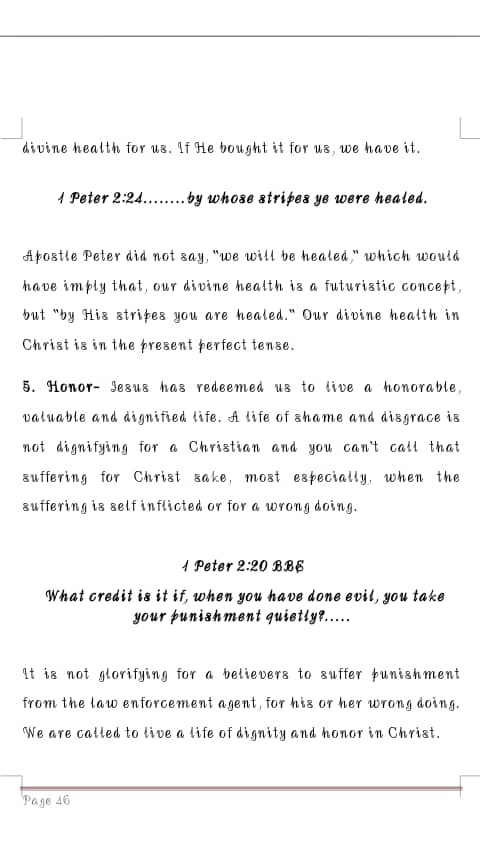 divine health for us. If He bought it for us, we have it.
1 Peter 2:24........by whose stripes ye were healed.
Apostle Peter did not say, "we will be healed," which would
have imply that, our divine health is a futuristic concept,
but "by His stripes you are healed." Our divine health in
Christ is in the present perfect tense.
5. Honor- Jesus has redeemed us to live a honorable,
valuable and dignified life. A life of shame and disgrace is
not dignifying for a Christian and you can't call that
suffering for Christ sake, most especially, when the
suffering is self inflicted or for a wrong doing.
1 Peter 2:20 BBE
What credit is it if, when you have done evil, you take
your punishment quietly?.....
It is not glorifying for a believers to suffer punishment
from the law enforcement agent, for his or her wrong doing.
We are called to live a life of dignity and honor in Christ.
Page 46